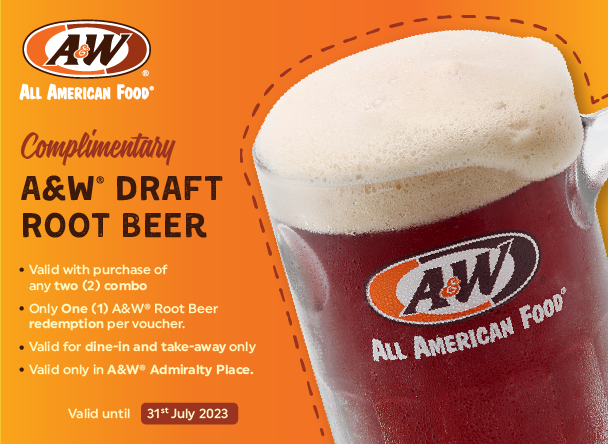 A&W®
ALL AMERICAN FOOD®
Complimentary
A&W® DRAFT
ROOT BEER
• Valid with purchase of
any two (2) combo
• Only One (1) A&W® Root Beer
redemption per voucher.
• Valid for dine-in and take-away only
• Valid only in A&W® Admiralty Place.
Valid until 31st July 2023
A&W
ALL AMERICAN FOOD®